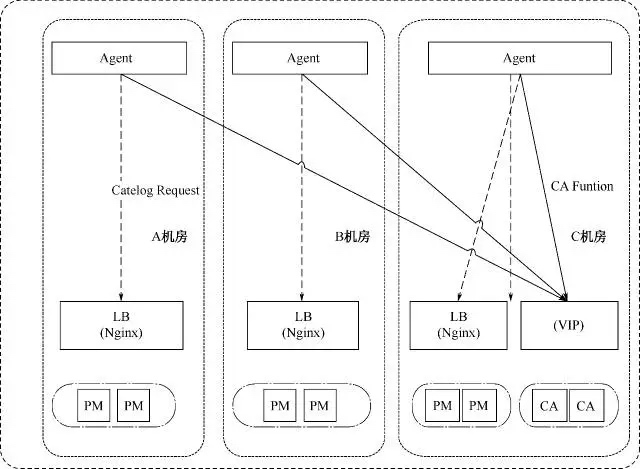 Agent
Agent
Agent
Catelog Request
CA Funtion
A机房
B机房
C机房
LB
(Nginx)
LB
(Nginx)
LB
(Nginx)
(VIP)
PM PM
PM PM
PM PM
CA CA